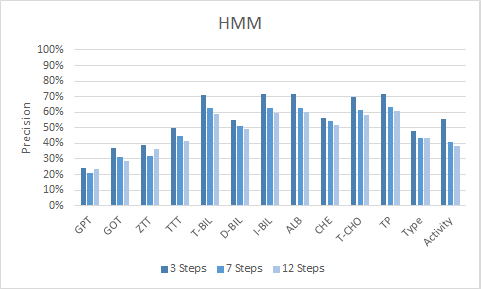 HMM
100%
90%
80%
70%
60%
50%
40%
30%
20%
10%
0%
Precision
GPT
GOT
ZTT
TTT
T-BIL
D-BIL
I-BIL
ALB
CHE
T-CHO
TP
Type
Activity
3 Steps 7 Steps 12 Steps